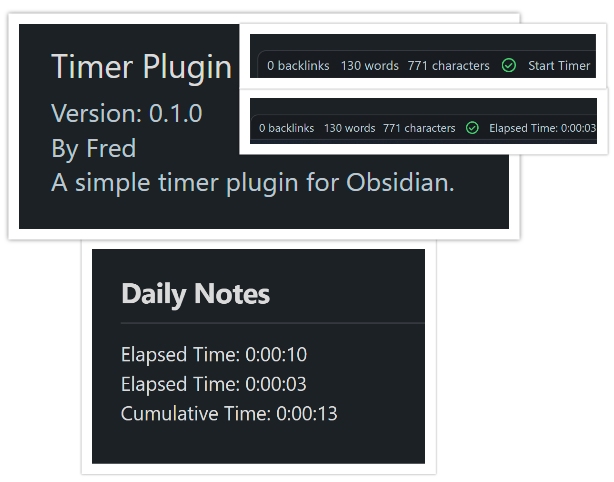 Timer Plugin
Version: 0.1.0
By Fred
A simple timer plugin for Obsidian.
0 backlinks 130 words 771 characters Start Timer
0 backlinks 130 words 771 characters Elapsed Time: 0:00:03
Daily Notes
Elapsed Time: 0:00:10
Elapsed Time: 0:00:03
Cumulative Time: 0:00:13